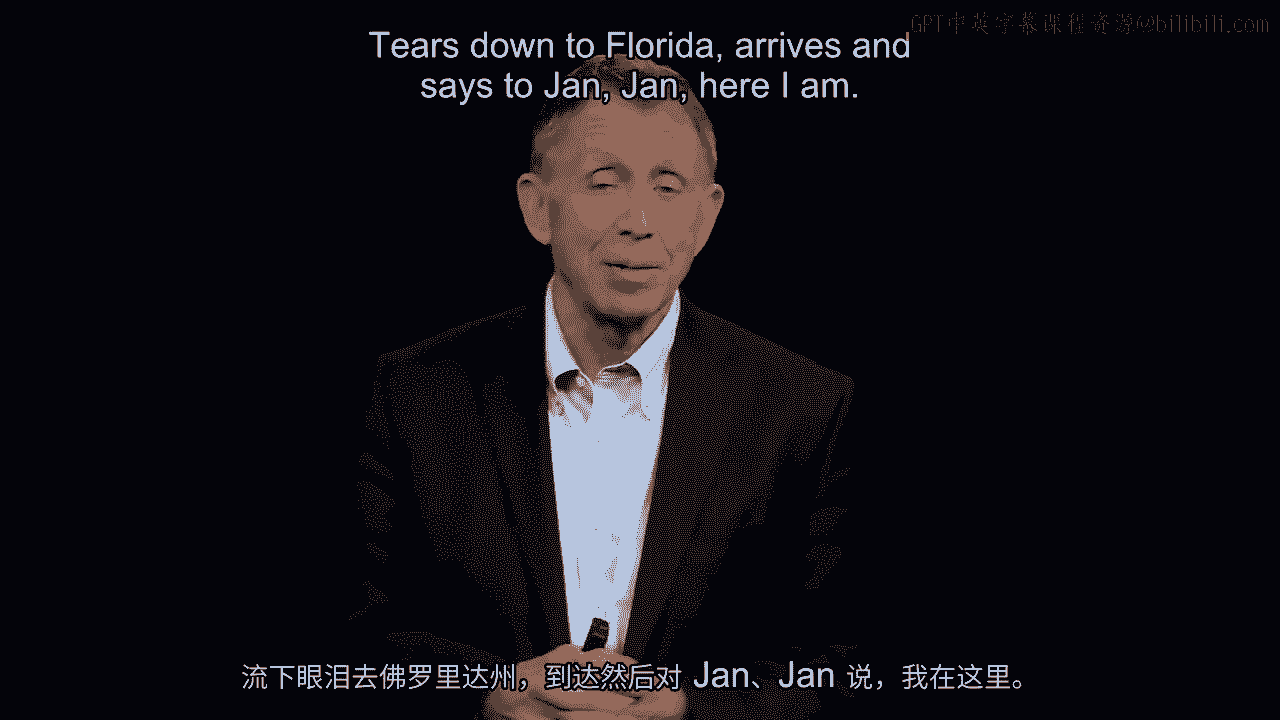 GPT中英字幕课程资源@bilibili.com
Tears down to Florida, arrives and
says to Jan, Jan, here I am.
流下眼泪去佛罗里达州，到达然后对 Jan、Jan 说，我在这里。